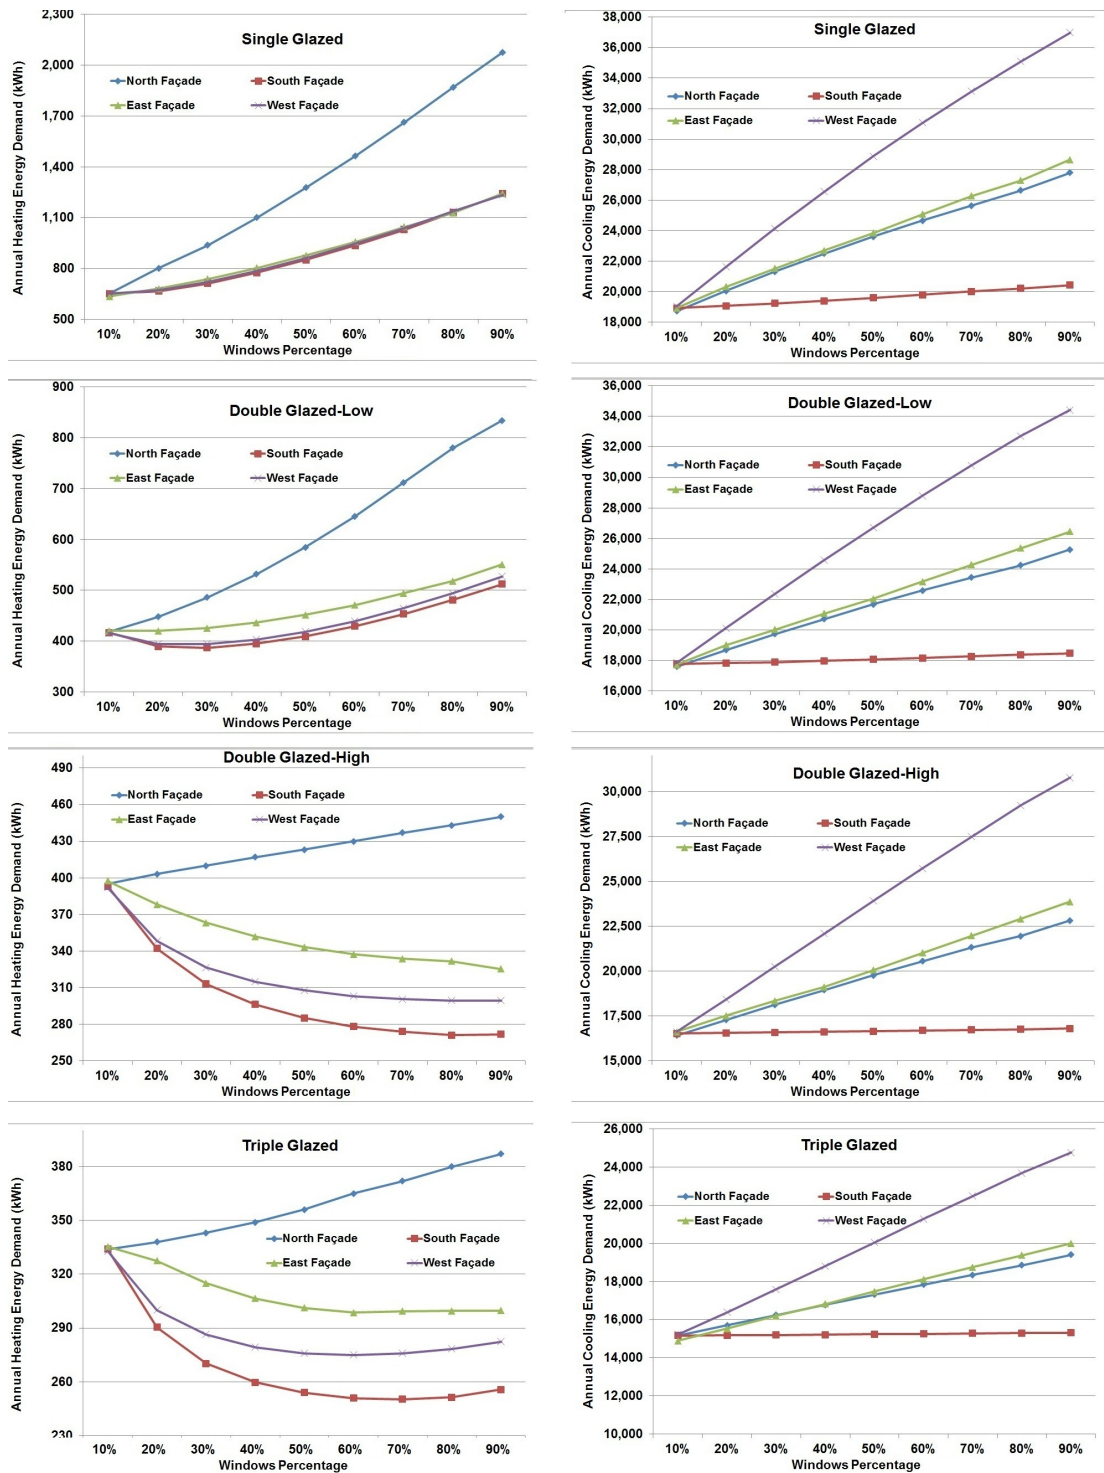 Single Glazed
Annual Heating Energy Demand (kWh)
2,300
2,000
1,700
1,400
1,100
800
500
North Façade South Façade
East Façade West Façade
10% 20% 30% 40% 50% 60% 70% 80% 90%
Windows Percentage
Single Glazed
Annual Cooling Energy Demand (kWh)
38,000
36,000
34,000
32,000
30,000
28,000
26,000
24,000
22,000
20,000
18,000
North Façade South Façade
East Façade West Façade
10% 20% 30% 40% 50% 60% 70% 80% 90%
Windows Percentage
Double Glazed-Low
Annual Heating Energy Demand (kWh)
900
800
700
600
500
400
300
North Façade South Façade
East Façade West Façade
10% 20% 30% 40% 50% 60% 70% 80% 90%
Windows Percentage
Double Glazed-Low
Annual Cooling Energy Demand (kWh)
36,000
34,000
32,000
30,000
28,000
26,000
24,000
22,000
20,000
18,000
16,000
North Façade South Façade
East Façade West Façade
10% 20% 30% 40% 50% 60% 70% 80% 90%
Windows Percentage
Double Glazed-High
Annual Heating Energy Demand (kWh)
490
460
430
400
370
340
310
280
250
North Façade South Façade
East Façade West Façade
10% 20% 30% 40% 50% 60% 70% 80% 90%
Windows Percentage
Double Glazed-High
Annual Cooling Energy Demand (kWh)
30,000
27,500
25,000
22,500
20,000
17,500
15,000
North Façade South Façade
East Façade West Façade
10% 20% 30% 40% 50% 60% 70% 80% 90%
Windows Percentage
Triple Glazed
Annual Heating Energy Demand (kWh)
380
350
320
290
260
230
North Façade South Façade
East Façade West Façade
10% 20% 30% 40% 50% 60% 70% 80% 90%
Windows Percentage
Triple Glazed
Annual Cooling Energy Demand (kWh)
26,000
24,000
22,000
20,000
18,000
16,000
14,000
12,000
10,000
North Façade South Façade
East Façade West Façade
10% 20% 30% 40% 50% 60% 70% 80% 90%
Windows Percentage